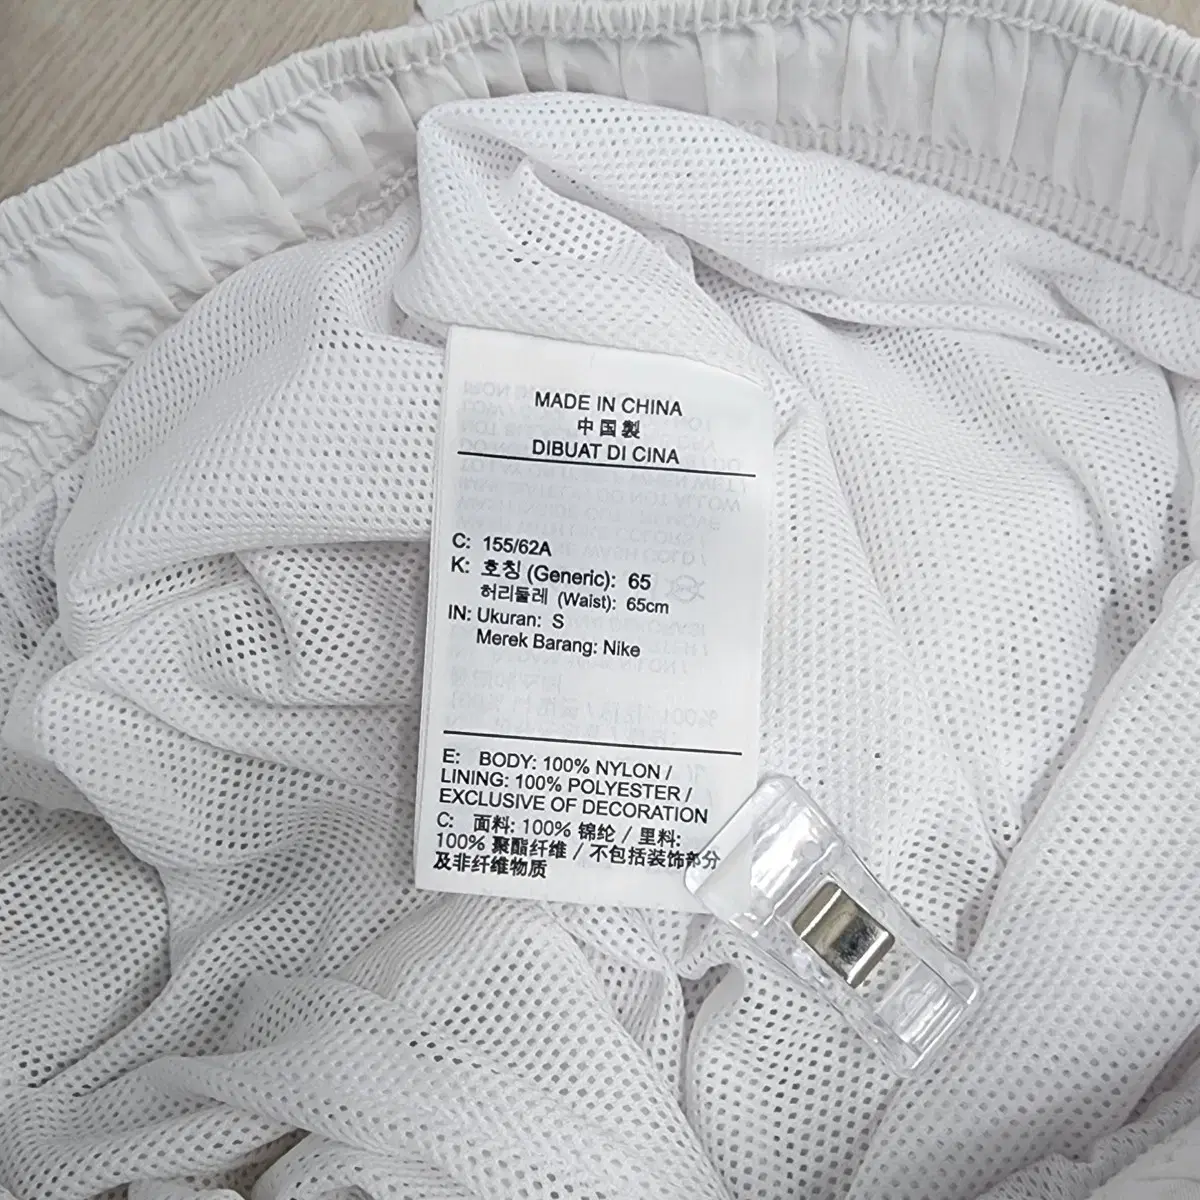 MADE IN CHINA
中国製
DIBUAT DI CINA
C: 155/62A
K: 호칭 (Generic): 65
허리둘레 (Waist): 65cm
IN: Ukuran: S
Merek Barang: Nike
E: BODY: 100% NYLON /
LINING: 100% POLYESTER /
EXCLUSIVE OF DECORATION
C: 面料: 100% 锦纶 / 里料:
100% 聚酯纤维 / 不包括装饰部分
及非纤维物质